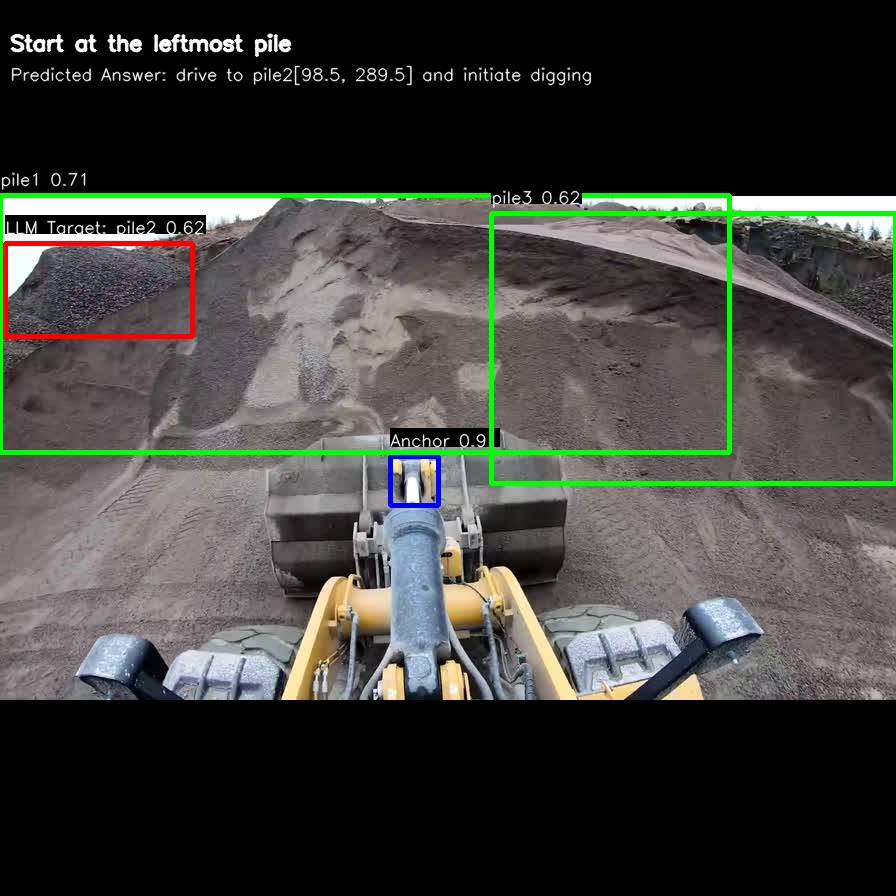 Start at the leftmost pile
Predicted Answer: drive to pile2[98.5, 289.5] and initiate digging
pile1 0.71
pile3 0.62
LLM Target: pile2 0.62
Anchor 0.9